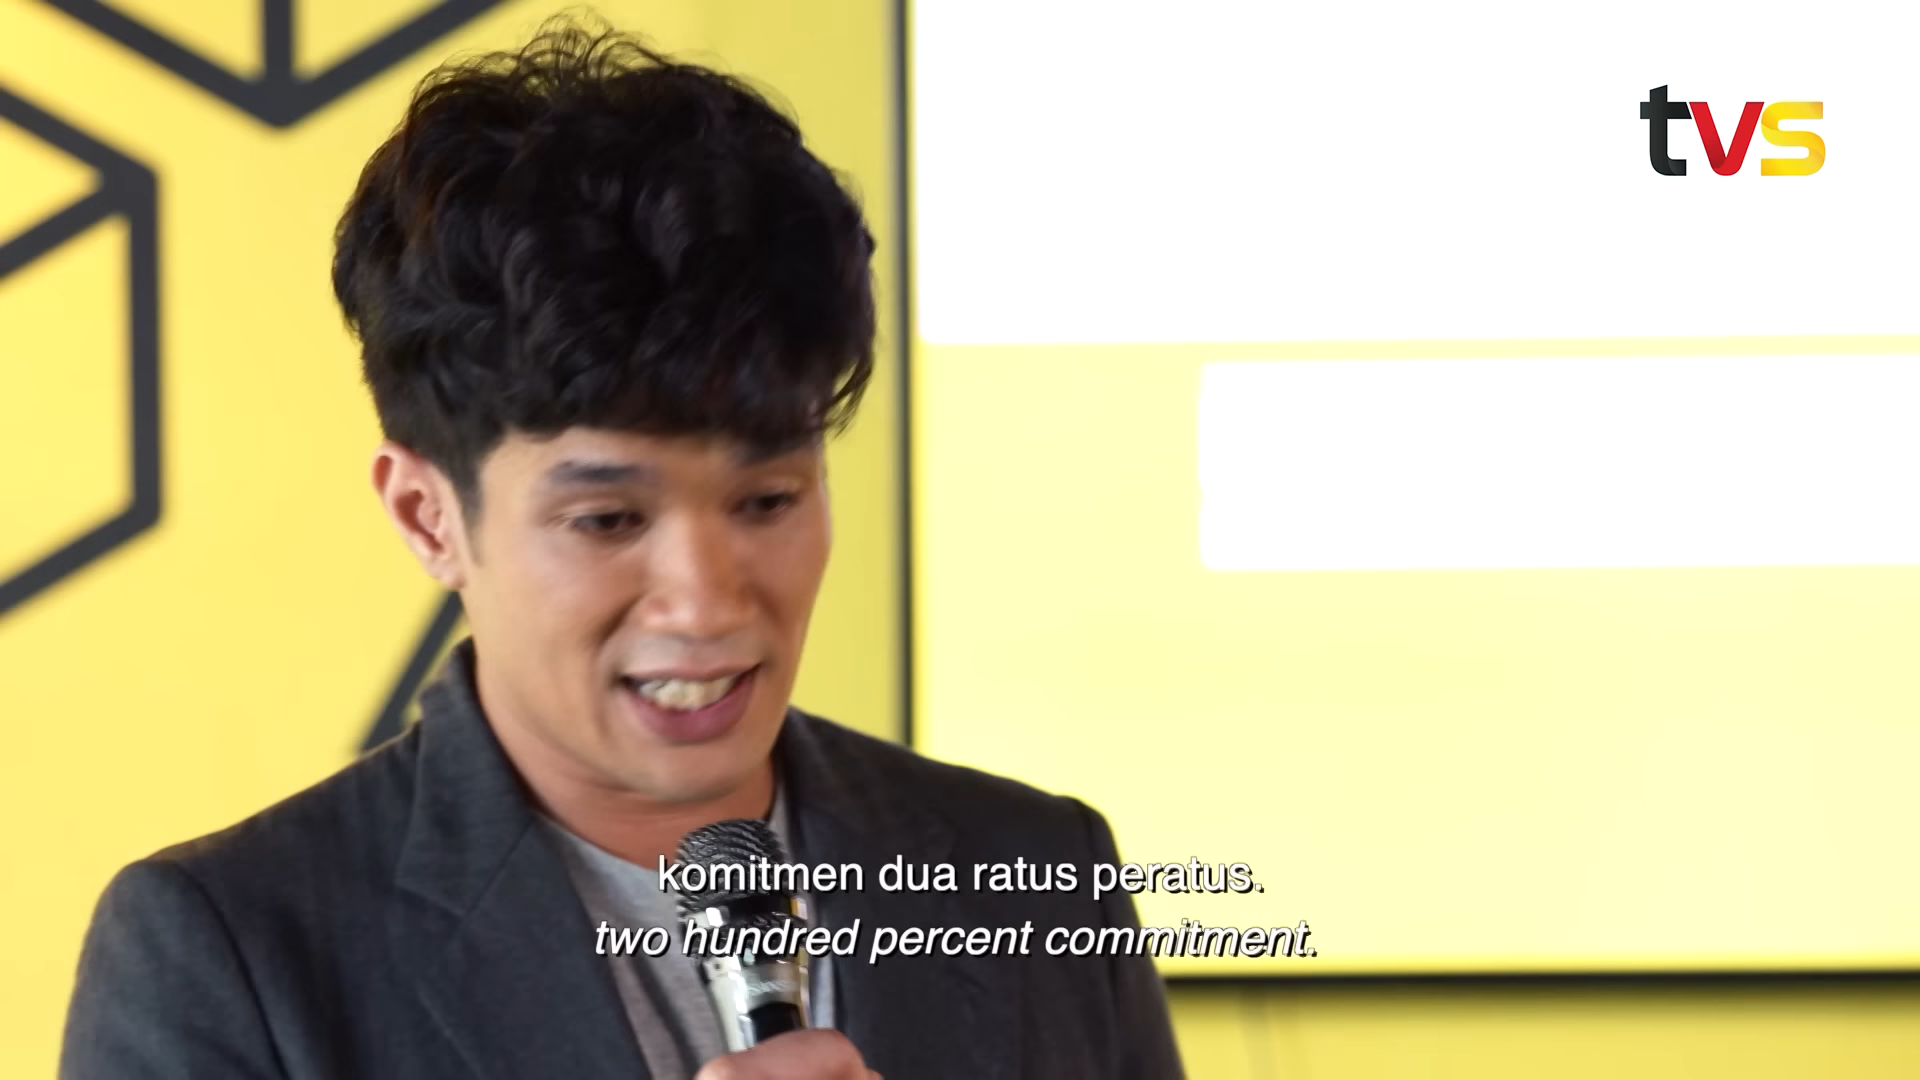 tvs
komitmen dua ratus peratus.
two hundred percent commitment.